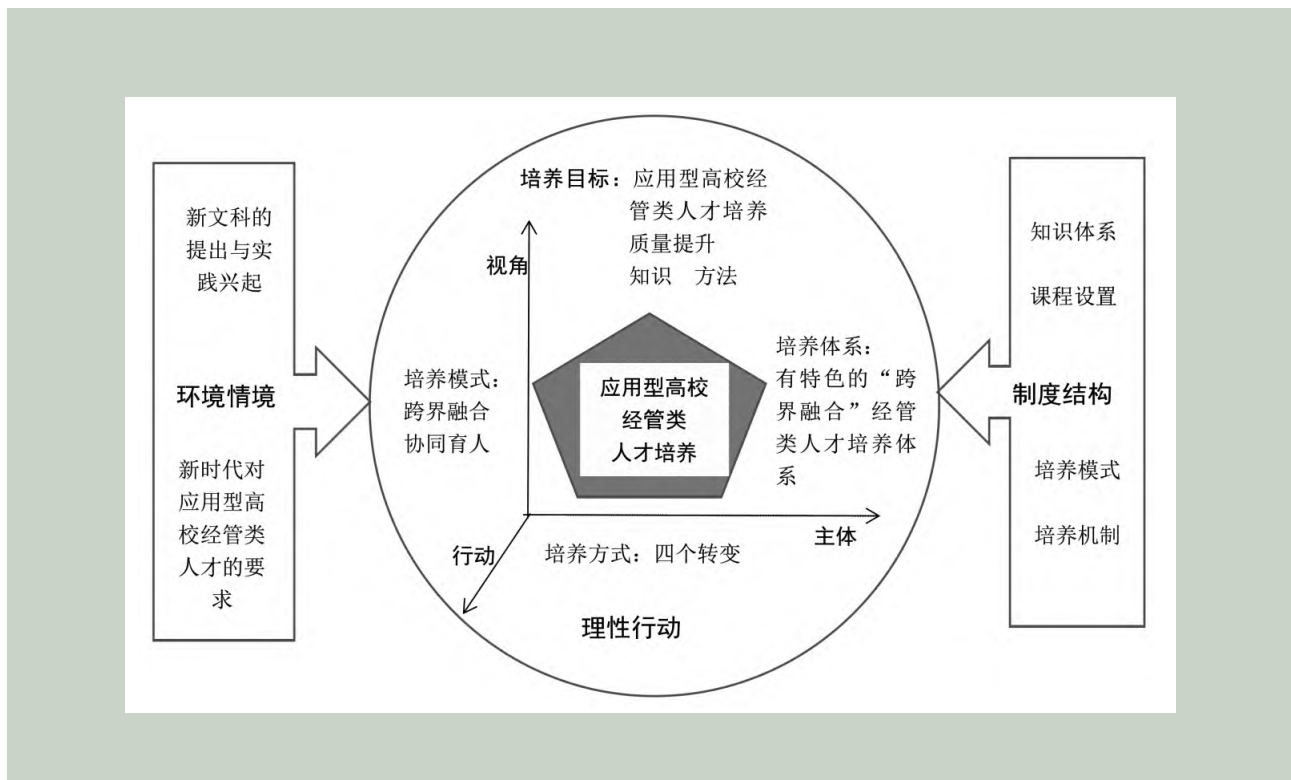 新文科的
提出与实
践兴起
环境情境
新时代对
应用型高
校经管类
人才的要
求
培养目标：应用型高校经
管类人才培养
质量提升
知识 方法
视角
培养模式：
跨界融合
协同育人
应用型高校
经管类
人才培养
培养体系：
有特色的“跨
界融合”经管
类人才培养体
系
主体
行动
培养方式：四个转变
理性行动
知识体系
课程设置
制度结构
培养模式
培养机制